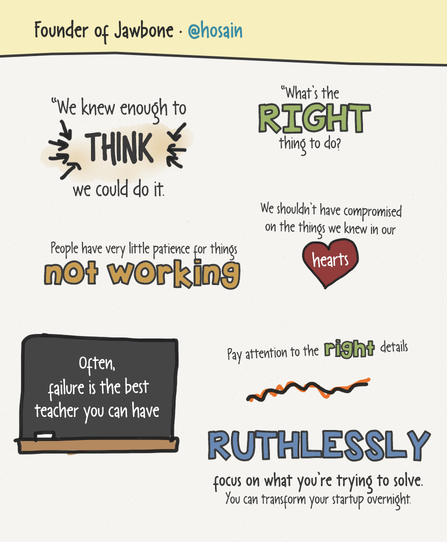 Founder of Jawbone · @hosain
"We knew enough to
THINK
we could do it.
"What's the
RIGHT
thing to do?
We shouldn't have compromised
on the things we knew in our
hearts
People have very little patience for things
not working
Often,
failure is the best
teacher you can have
Pay attention to the right details
RUTHLESSLY
focus on what you're trying to solve.
You can transform your startup overnight.